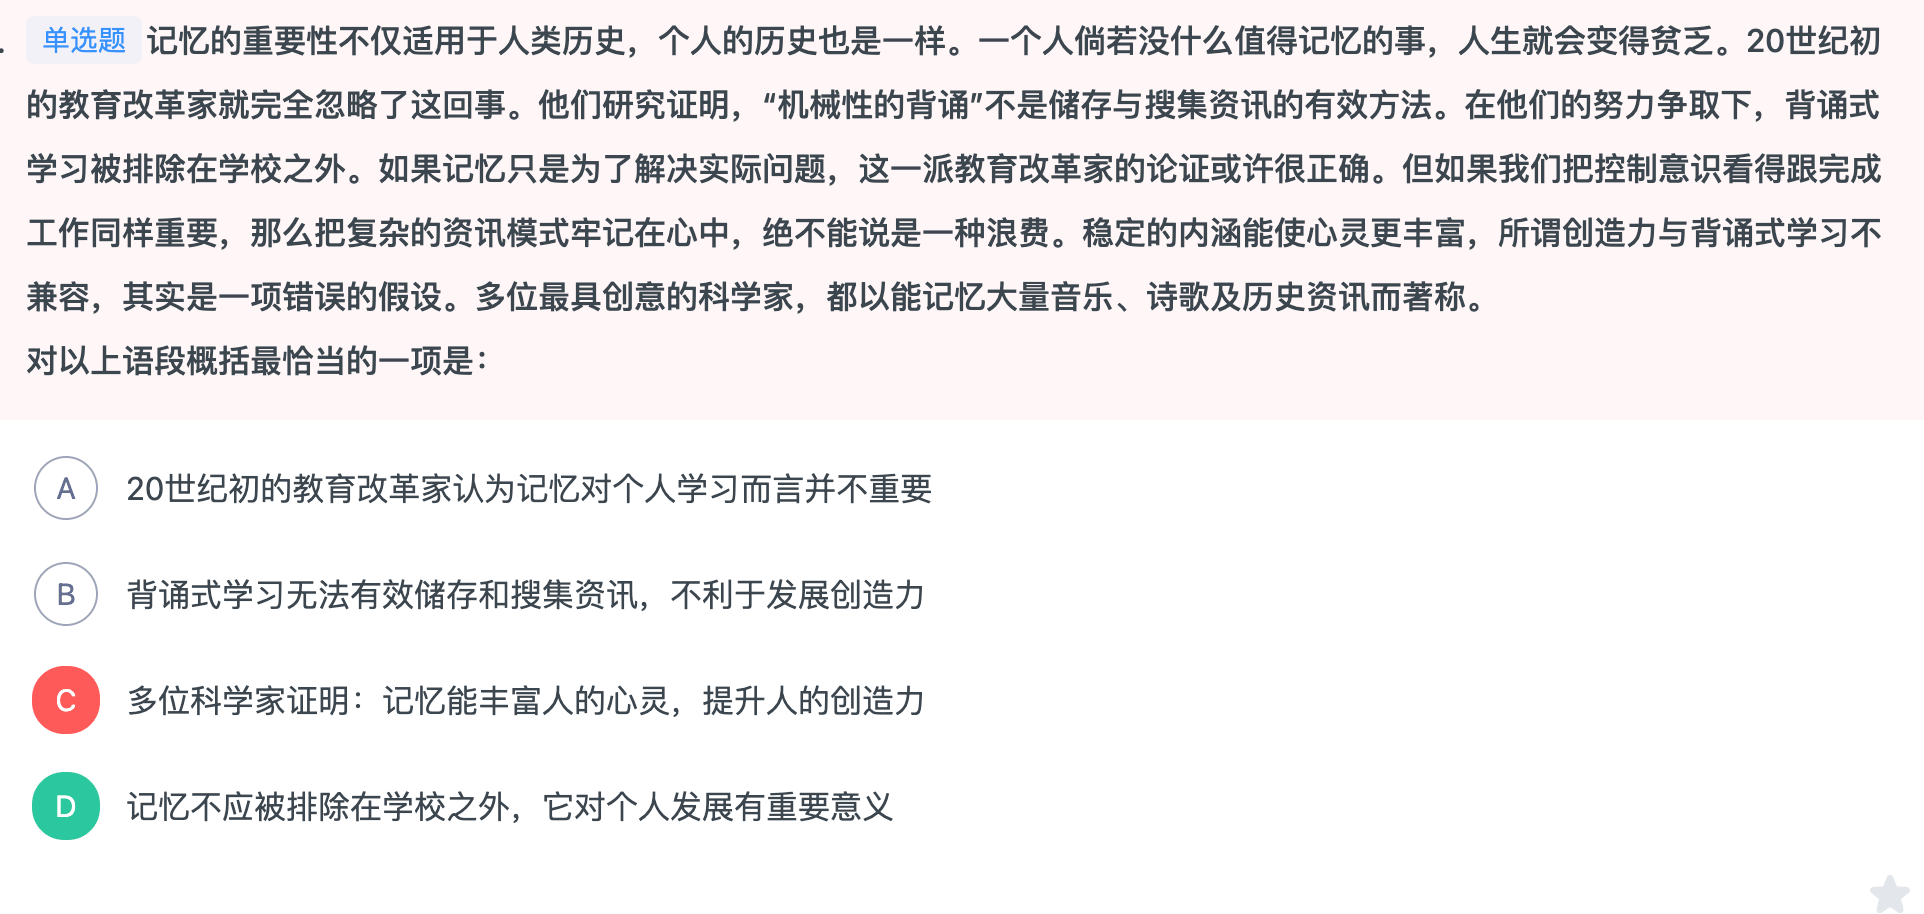 . 单选题 记忆的重要性不仅适用于人类历史，个人的历史也是一样。一个人倘若没什么值得记忆的事，人生就会变得贫乏。20世纪初
的教育改革家就完全忽略了这回事。他们研究证明，“机械性的背诵”不是储存与搜集资讯的有效方法。在他们的努力争取下，背诵式
学习被排除在学校之外。如果记忆只是为了解决实际问题，这一派教育改革家的论证或许很正确。但如果我们把控制意识看得跟完成
工作同样重要，那么把复杂的资讯模式牢记在心中，绝不能说是一种浪费。稳定的内涵能使心灵更丰富，所谓创造力与背诵式学习不
兼容，其实是一项错误的假设。多位最具创意的科学家，都以能记忆大量音乐、诗歌及历史资讯而著称。
对以上语段概括最恰当的一项是：
A 20世纪初的教育改革家认为记忆对个人学习而言并不重要
B 背诵式学习无法有效储存和搜集资讯，不利于发展创造力
C 多位科学家证明：记忆能丰富人的心灵，提升人的创造力
D 记忆不应被排除在学校之外，它对个人发展有重要意义